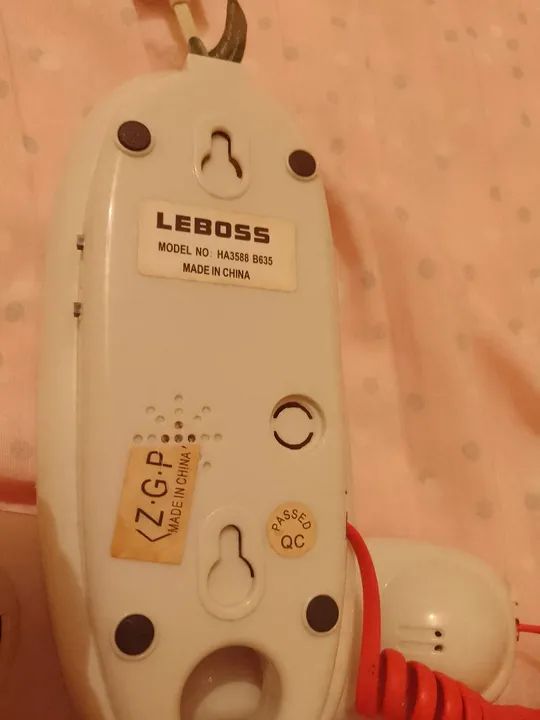 LEBOSS
MODEL NO: HA3588 B635
MADE IN CHINA
<Z·G·P
MADE IN CHINA
PASSED
QC